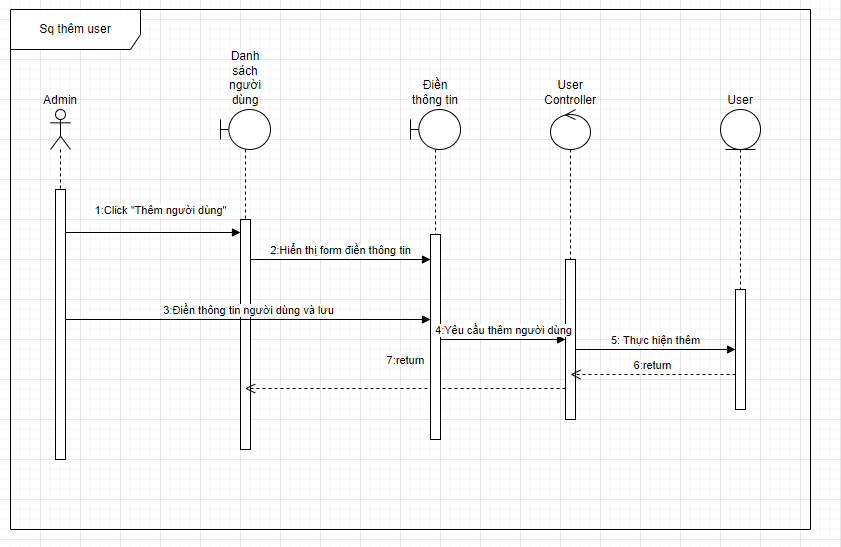 Sq thêm user
Danh
sách
người
dùng
Admin
Điền
thông tin
User
Controller
User
1:Click "Thêm người dùng"
2:Hiển thị form điền thông tin
3:Điền thông tin người dùng và lưu
4:Yêu cầu thêm người dùng
5: Thực hiện thêm
6:return
7:return